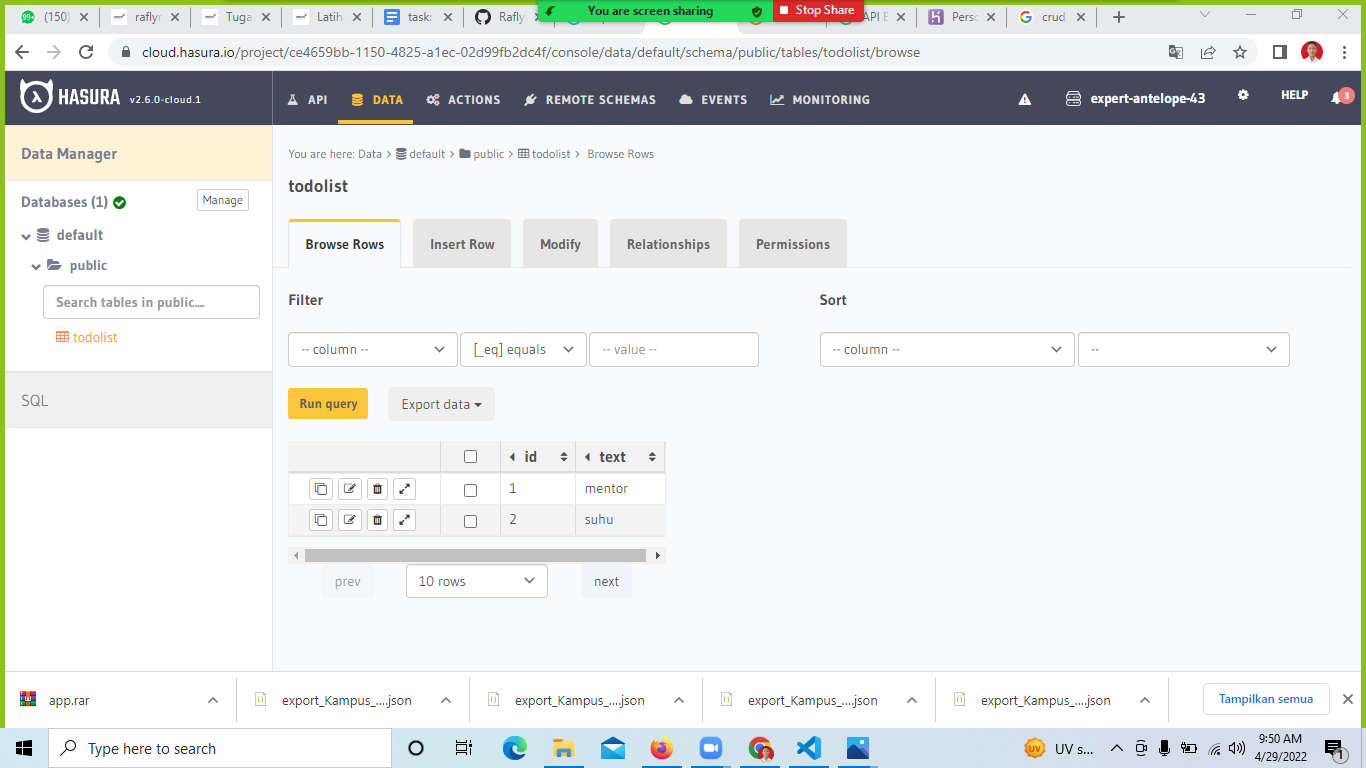 (150) raflyr Tuga Latiha task: Rafly You are screen sharing Stop Share API E Perso crud
cloud.hasura.io/project/ce4659bb-1150-4825-a1ec-02d99fb2dc4f/console/data/default/schema/public/tables/todolist/browse
HASURA v2.6.0-cloud.1 API DATA ACTIONS REMOTE SCHEMAS EVENTS MONITORING expert-antelope-43 HELP 3
Data Manager
You are here: Data > default > public > todolist > Browse Rows
todolist
Databases (1) Manage
default
public
Search tables in public....
todolist
SQL
Browse Rows Insert Row Modify Relationships Permissions
Filter Sort
-- column -- [_eq] equals -- value -- -- column -- --
Run query Export data
id text
1 mentor
2 suhu
prev 10 rows next
app.rar export_Kampus_....json export_Kampus_....json export_Kampus_....json export_Kampus_....json Tampilkan semua
Type here to search UV UV s... 9:50 AM
4/29/2022 1